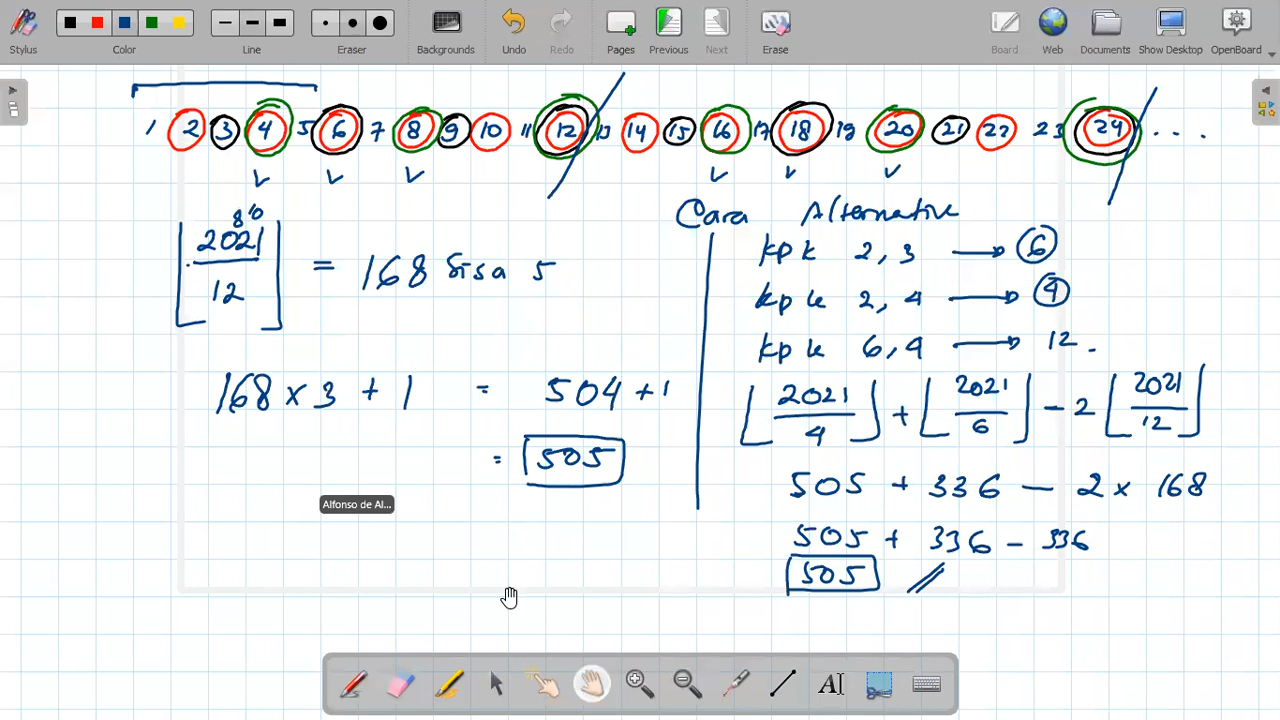 Stylus Color Line Eraser Backgrounds Undo Redo Pages Previous Next Erase Board Web Documents Show Desktop OpenBoard
1 2 3 4 5 6 7 8 9 10 11 12 13 14 15 16 17 18 19 20 21 22 23 24 ...
8 10
⌊2021/12⌋ = 168 Sisa 5
168 × 3 + 1 = 504 + 1
= 505
Alfonso de Al...
Cara Alternative
kpk 2, 3 → 6
kpk 2, 4 → 4
kpk 6, 4 → 12.
⌊2021/4⌋ + ⌊2021/6⌋ - 2 ⌊2021/12⌋
505 + 336 - 2 × 168
505 + 336 - 336
505